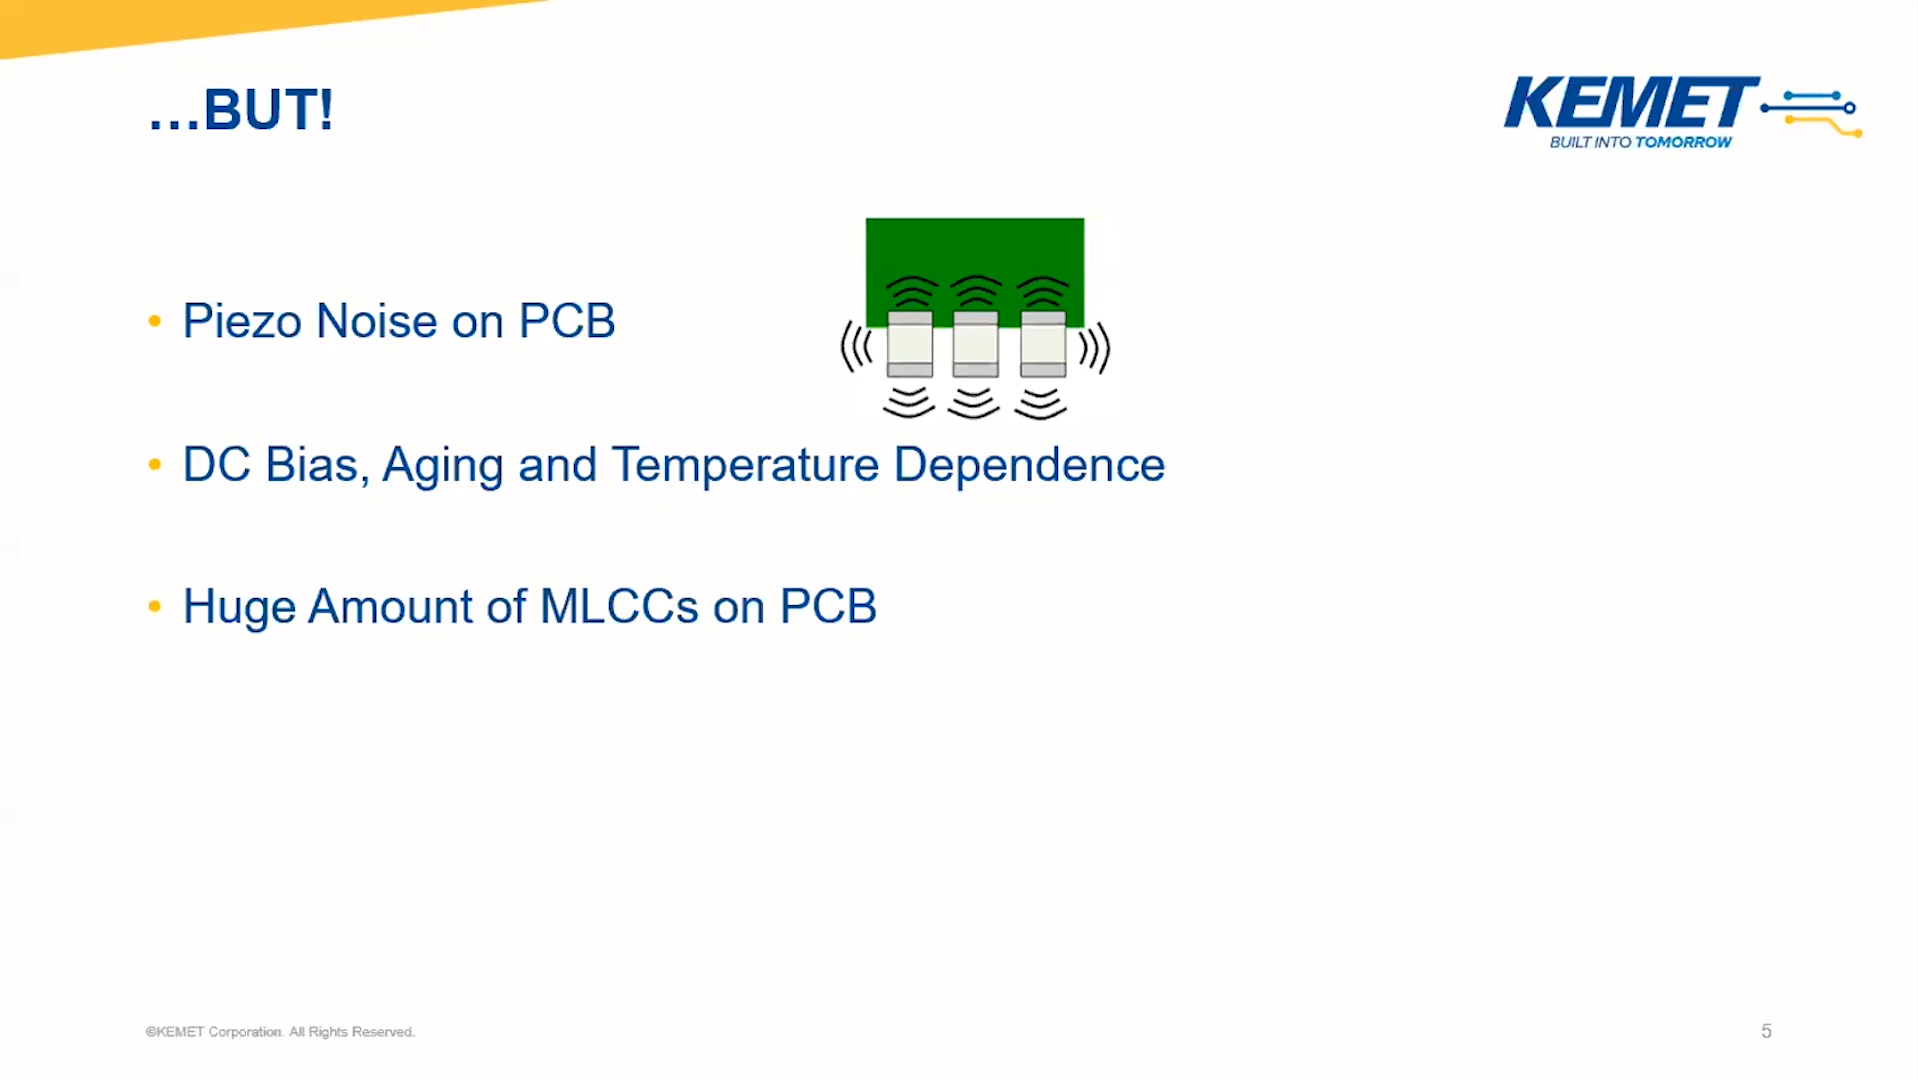 ...BUT!
KEMET
BUILT INTO TOMORROW
• Piezo Noise on PCB
• DC Bias, Aging and Temperature Dependence
• Huge Amount of MLCCs on PCB
©KEMET Corporation. All Rights Reserved.
5